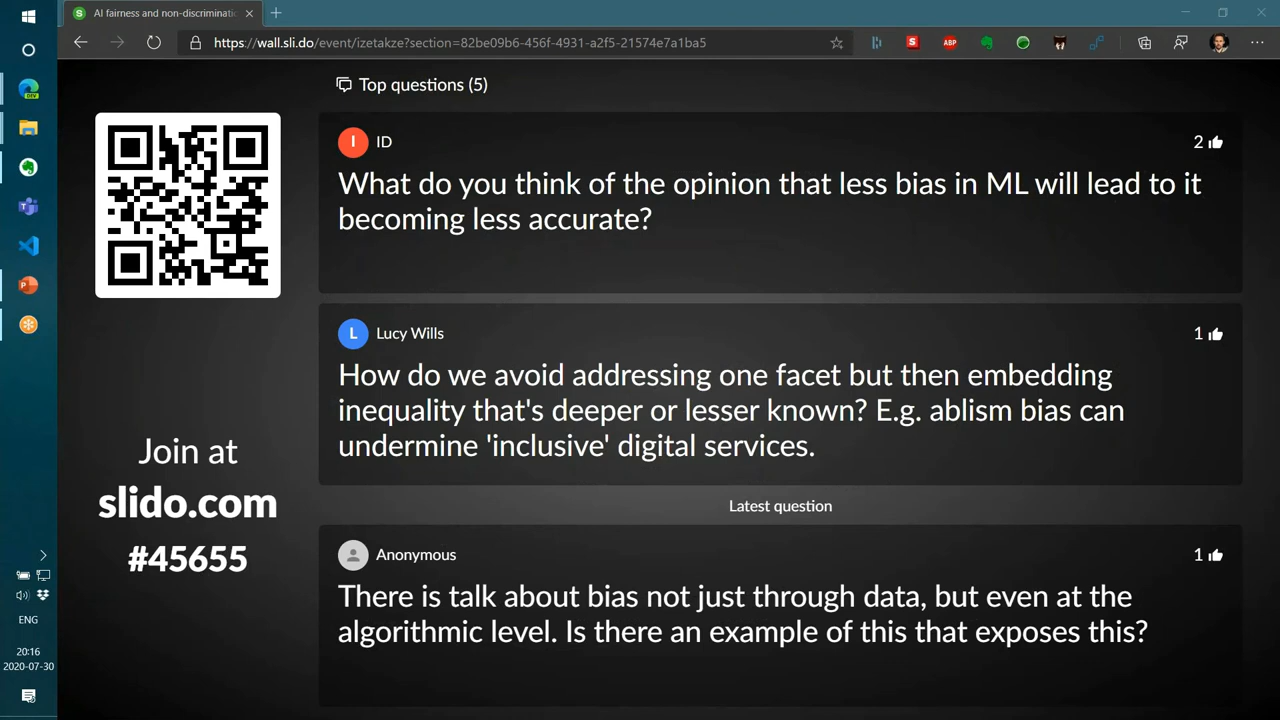 AI fairness and non-discriminatio
https://wall.sli.do/event/izetakze?section=82be09b6-456f-4931-a2f5-21574e7a1ba5
ABP
Top questions (5)
I ID 2
What do you think of the opinion that less bias in ML will lead to it
becoming less accurate?
L Lucy Wills 1
How do we avoid addressing one facet but then embedding
inequality that's deeper or lesser known? E.g. ablism bias can
undermine 'inclusive' digital services.
Latest question
Anonymous 1
There is talk about bias not just through data, but even at the
algorithmic level. Is there an example of this that exposes this?
Join at
slido.com
#45655
ENG
20:16
2020-07-30